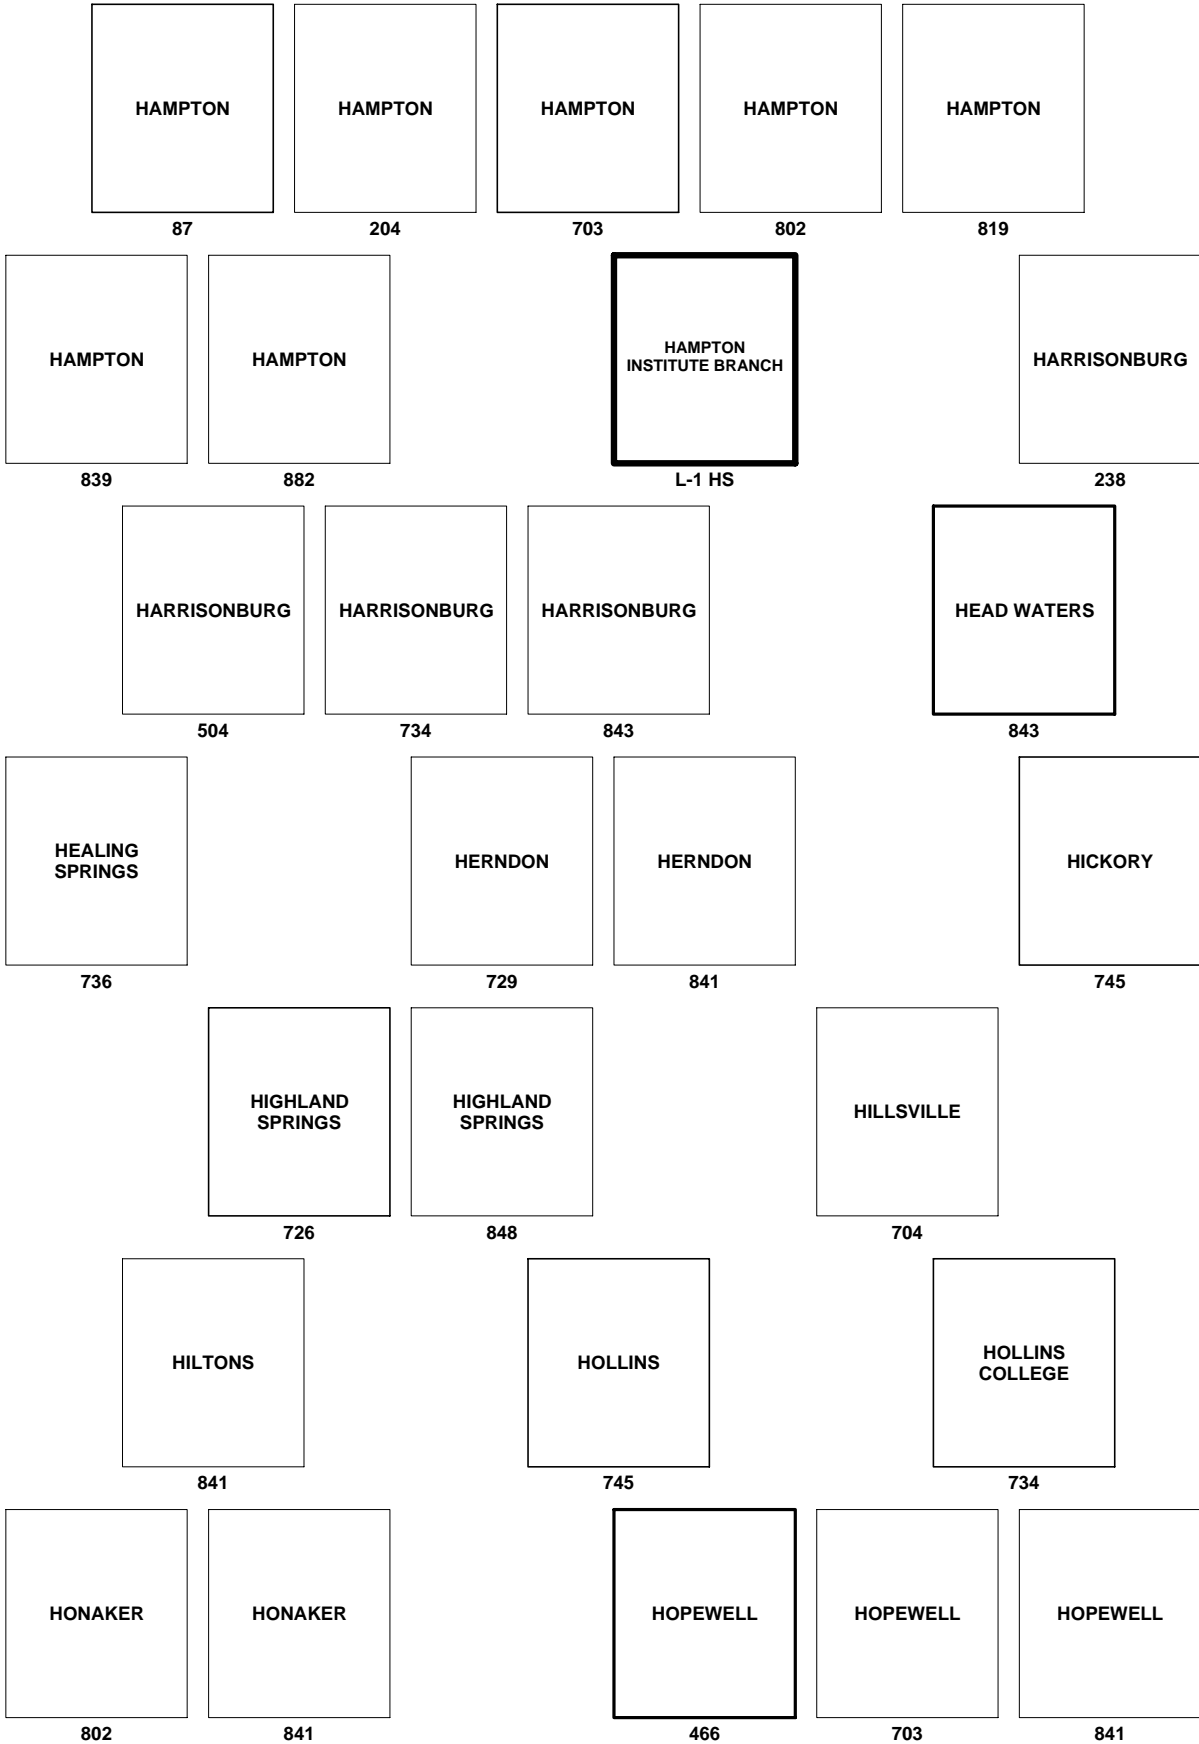 HAMPTON HAMPTON HAMPTON HAMPTON HAMPTON
87 204 703 802 819
HAMPTON HAMPTON HAMPTON
INSTITUTE BRANCH HARRISONBURG
839 882 L-1 HS 238
HARRISONBURG HARRISONBURG HARRISONBURG HEAD WATERS
504 734 843 843
HEALING
SPRINGS HERNDON HERNDON HICKORY
736 729 841 745
HIGHLAND
SPRINGS HIGHLAND
SPRINGS HILLSVILLE
726 848 704
HILTONS HOLLINS HOLLINS
COLLEGE
841 745 734
HONAKER HONAKER HOPEWELL HOPEWELL HOPEWELL
802 841 466 703 841